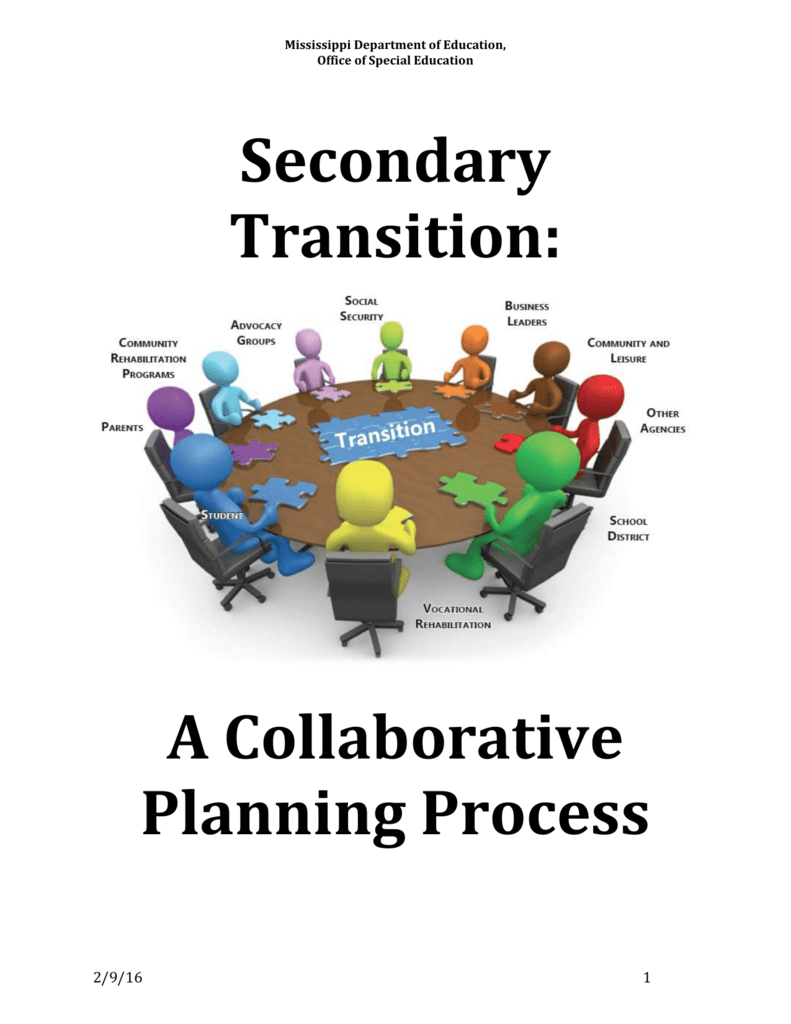 Mississippi Department of Education,
Office of Special Education
Secondary
Transition:
SOCIAL
SECURITY
BUSINESS
LEADERS
ADVOCACY
GROUPS
COMMUNITY
REHABILITATION
PROGRAMS
COMMUNITY AND
LEISURE
PARENTS
OTHER
AGENCIES
Transition
STUDENT
SCHOOL
DISTRICT
VOCATIONAL
REHABILITATION
A Collaborative
Planning Process
2/9/16 1